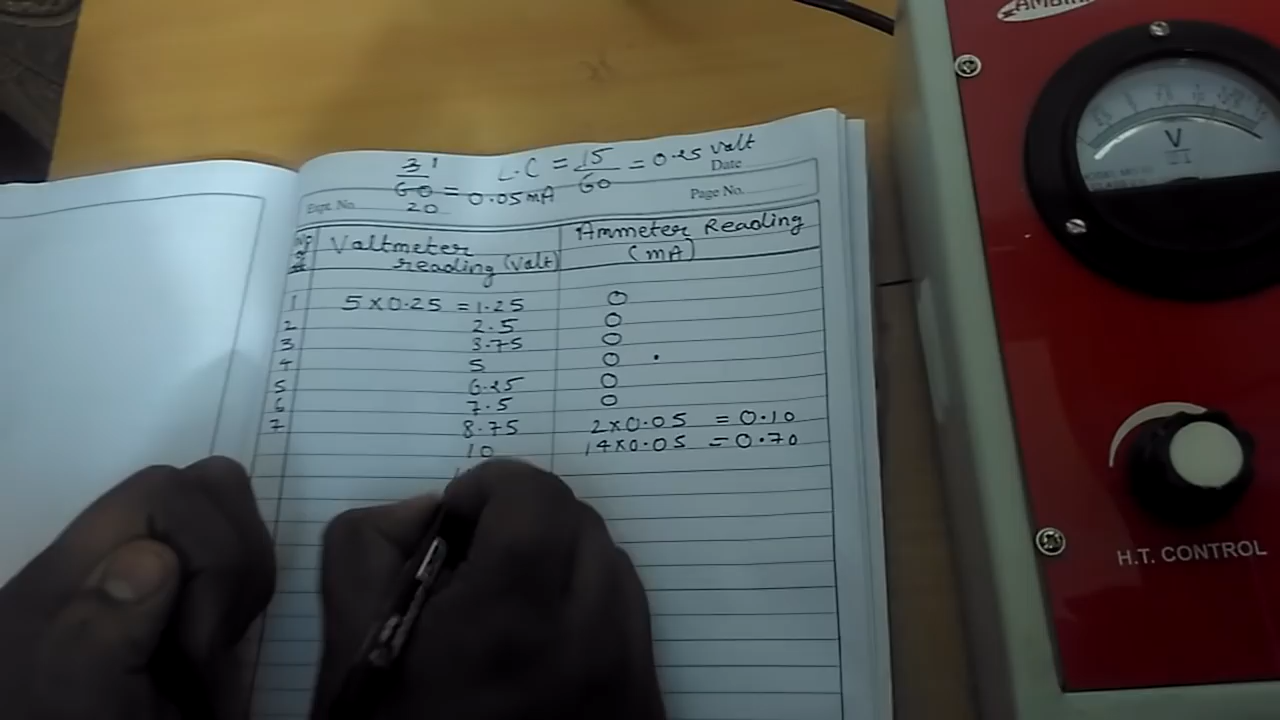 3 1
60 = 0.05 mA
20
L.C = 15/60 = 0.25 Valt
Date
Expt. No.
Page No.
Valtmeter reading (Valt)
Ammeter Reading (mA)
1 5 x 0.25 = 1.25 0
2 2.5 0
3 3.75 0
4 5 0
5 6.25 0
6 7.5 0
7 8.75 2 x 0.05 = 0.10
10 14 x 0.05 = 0.70
V
H.T. CONTROL